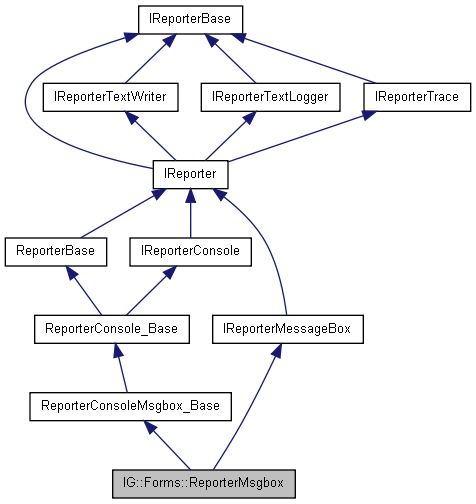 IReporterBase
IReporterTextWriter
IReporterTextLogger
IReporterTrace
IReporter
ReporterBase
IReporterConsole
ReporterConsole_Base
IReporterMessageBox
ReporterConsoleMsgbox_Base
IG::Forms::ReporterMsgbox